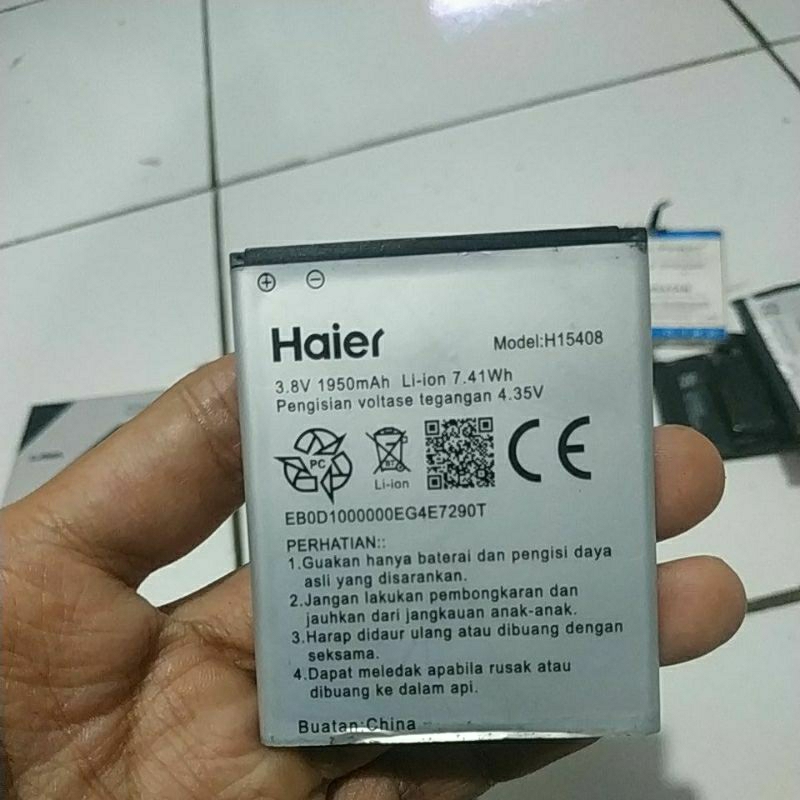 Haier
Model:H15408
3.8V 1950mAh Li-ion 7.41Wh
Pengisian voltase tegangan 4.35V
PC
Li-ion
CE
EB0D1000000EG4E7290T
PERHATIAN::
1.Guakan hanya baterai dan pengisi daya
asli yang disarankan.
2.Jangan lakukan pembongkaran dan
jauhkan dari jangkauan anak-anak.
3.Harap didaur ulang atau dibuang dengan
seksama.
4.Dapat meledak apabila rusak atau
dibuang ke dalam api.
Buatan:China